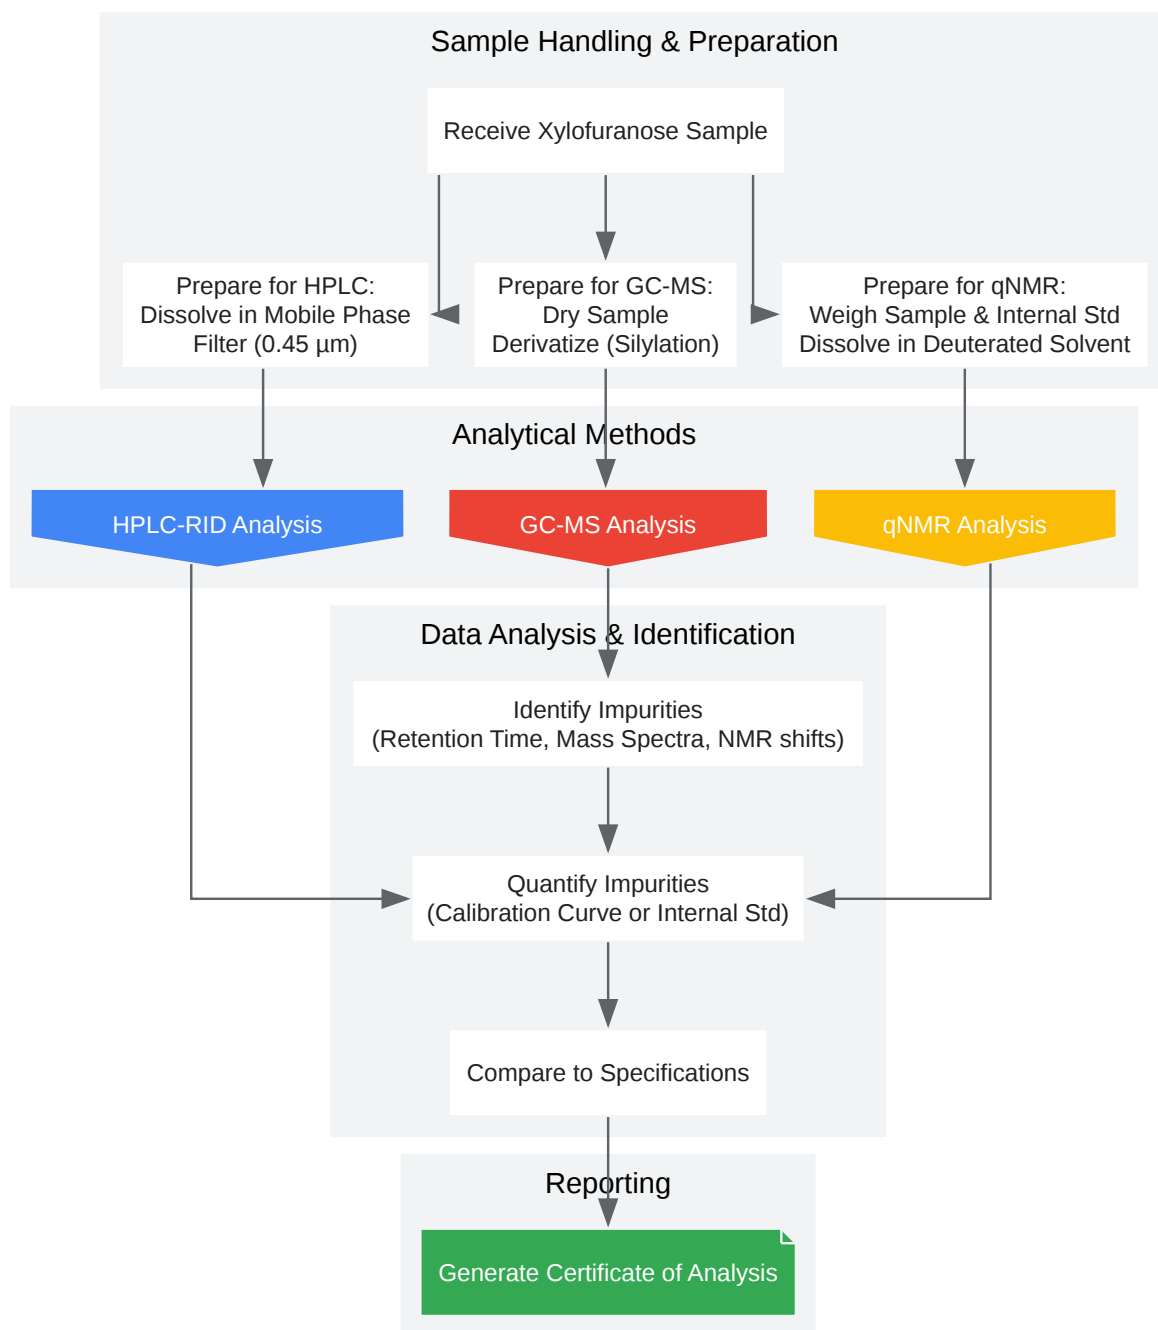 Sample Handling & Preparation
Receive Xylofuranose Sample
Prepare for HPLC:
Dissolve in Mobile Phase
Filter (0.45 µm)
Prepare for GC-MS:
Dry Sample
Derivatize (Silylation)
Prepare for qNMR:
Weigh Sample & Internal Std
Dissolve in Deuterated Solvent
Analytical Methods
HPLC-RID Analysis
GC-MS Analysis
qNMR Analysis
Data Analysis & Identification
Identify Impurities
(Retention Time, Mass Spectra, NMR shifts)
Quantify Impurities
(Calibration Curve or Internal Std)
Compare to Specifications
Reporting
Generate Certificate of Analysis